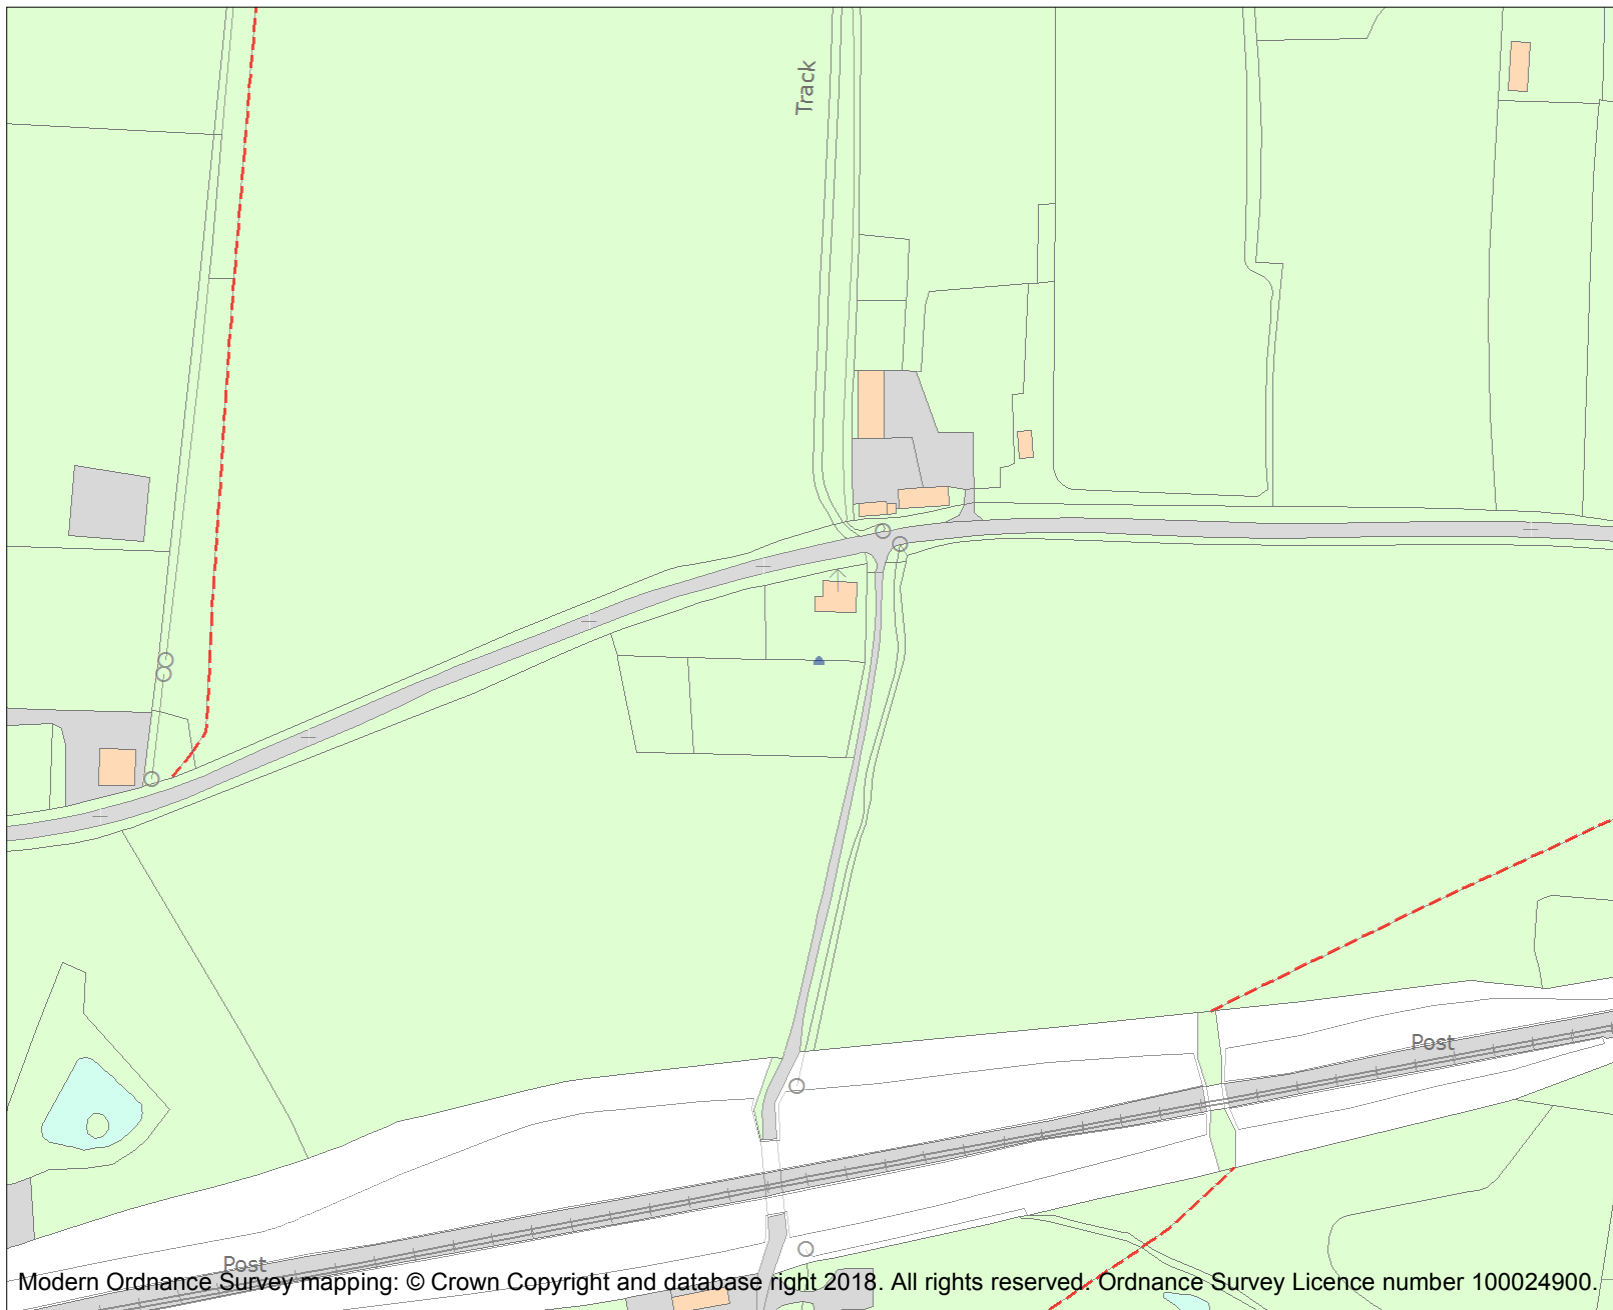 Track
Post
Post
Modern Ordnance Survey mapping: © Crown Copyright and database right 2018. All rights reserved. Ordnance Survey Licence number 100024900.